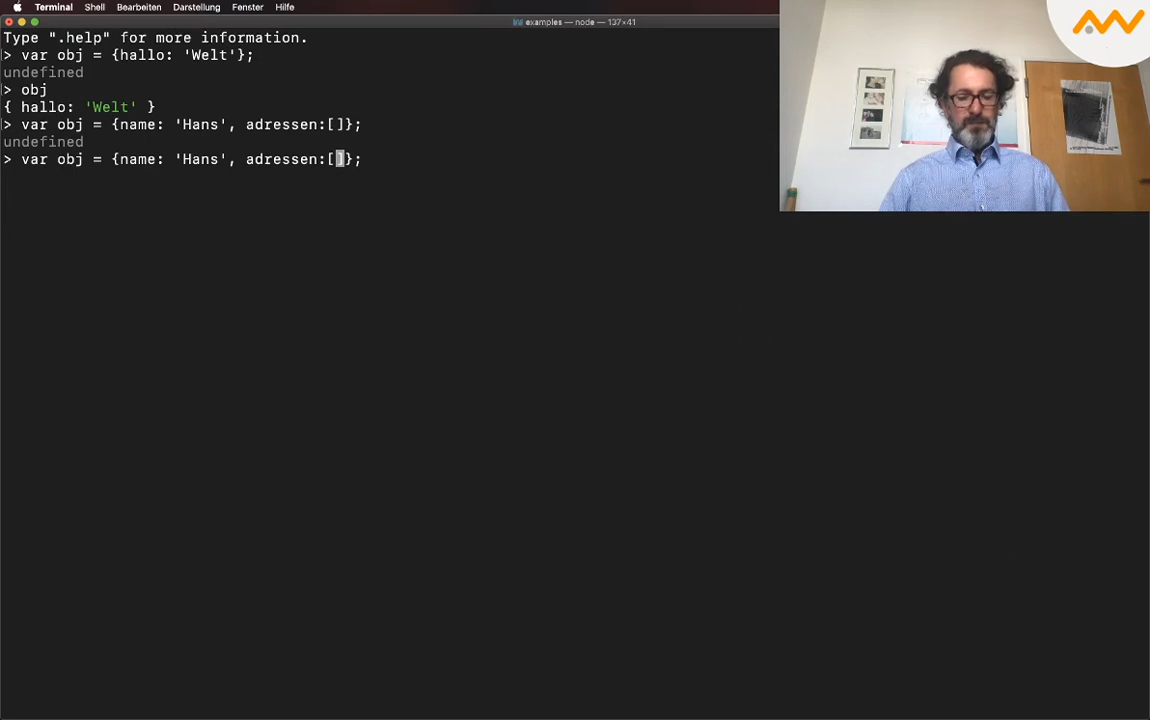 Terminal Shell Bearbeiten Darstellung Fenster Hilfe
examples — node — 137×41
Type ".help" for more information.
> var obj = {hallo: 'Welt'};
undefined
> obj
{ hallo: 'Welt' }
> var obj = {name: 'Hans', adressen:[]};
undefined
> var obj = {name: 'Hans', adressen:[]};